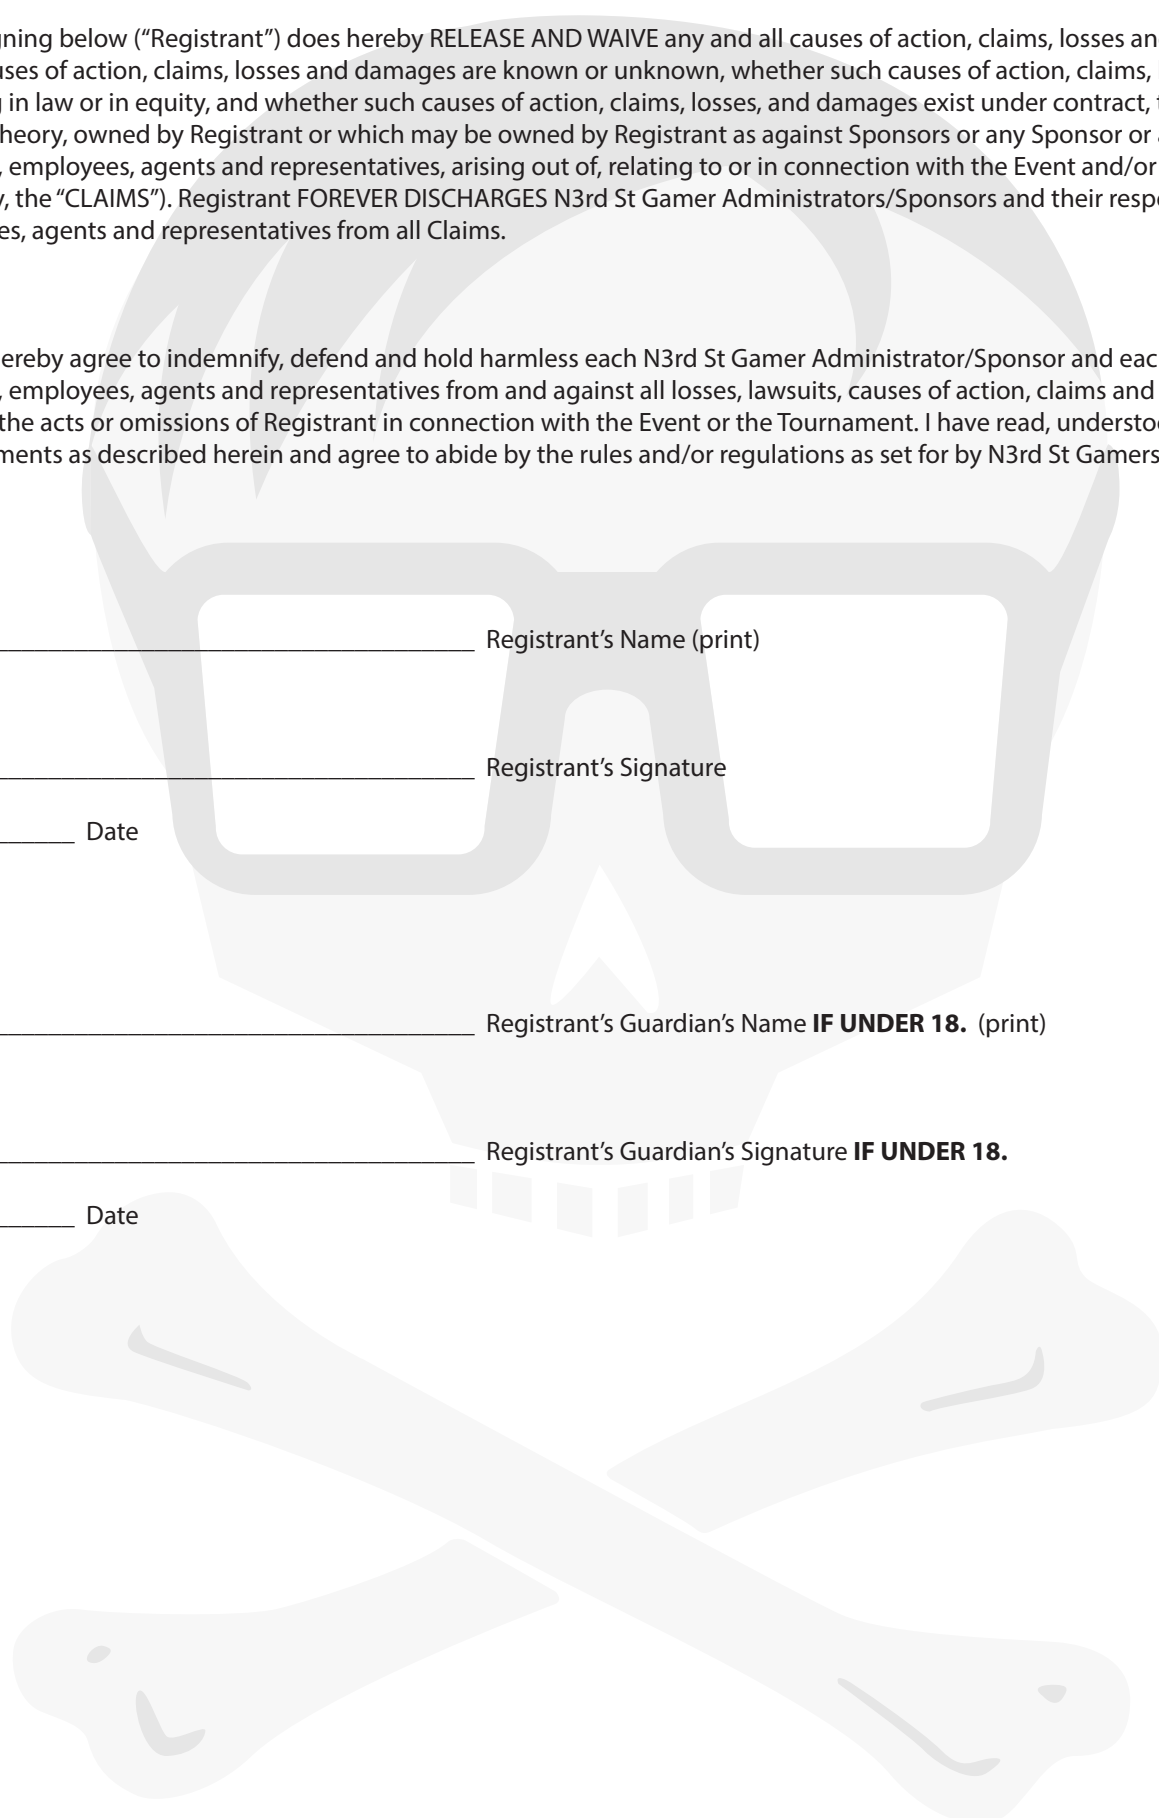 ning below (“Registrant”) does hereby RELEASE AND WAIVE any and all causes of action, claims, losses an
uses of action, claims, losses and damages are known or unknown, whether such causes of action, claims,
in law or in equity, and whether such causes of action, claims, losses, and damages exist under contract,
heory, owned by Registrant or which may be owned by Registrant as against Sponsors or any Sponsor or
, employees, agents and representatives, arising out of, relating to or in connection with the Event and/or
, the “CLAIMS”). Registrant FOREVER DISCHARGES N3rd St Gamer Administrators/Sponsors and their resp
es, agents and representatives from all Claims.
ereby agree to indemnify, defend and hold harmless each N3rd St Gamer Administrator/Sponsor and eac
, employees, agents and representatives from and against all losses, lawsuits, causes of action, claims and
the acts or omissions of Registrant in connection with the Event or the Tournament. I have read, understoo
ments as described herein and agree to abide by the rules and/or regulations as set for by N3rd St Gamers
Registrant’s Name (print)
Registrant’s Signature
Date
Registrant’s Guardian’s Name IF UNDER 18. (print)
Registrant’s Guardian’s Signature IF UNDER 18.
Date